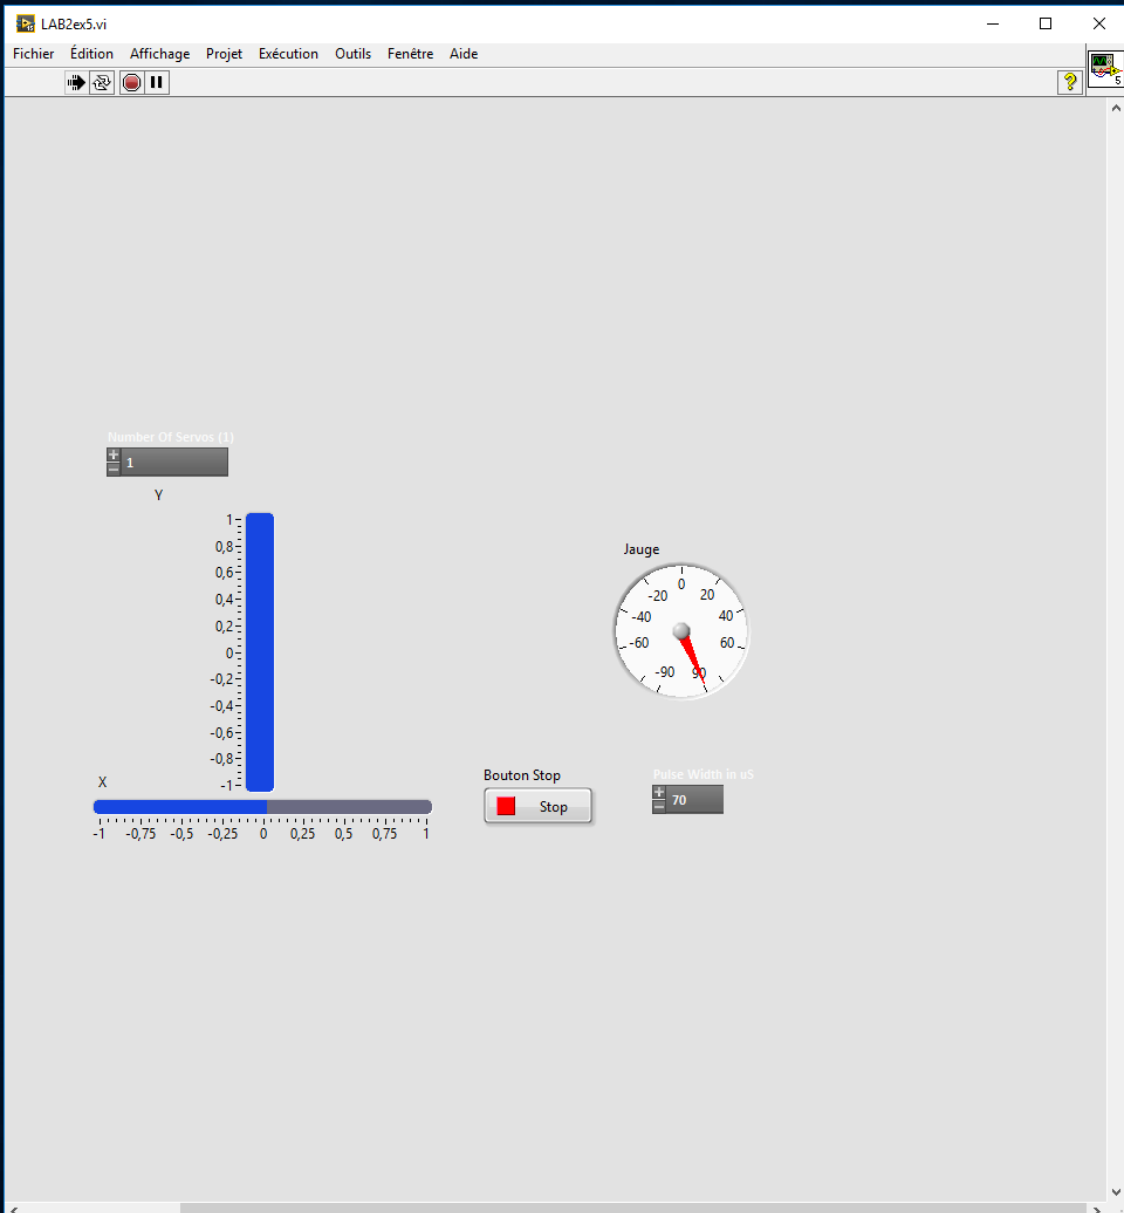 LAB2ex5.vi
Fichier Édition Affichage Projet Exécution Outils Fenêtre Aide
5
Number Of Servos (1)
1
Y
1
0,8
0,6
0,4
0,2
0
-0,2
-0,4
-0,6
-0,8
-1
X
-1 -0,75 -0,5 -0,25 0 0,25 0,5 0,75 1
Jauge
0
-20 20
-40 40
-60 60
-90 90
Bouton Stop
Stop
Pulse Width in uS
70